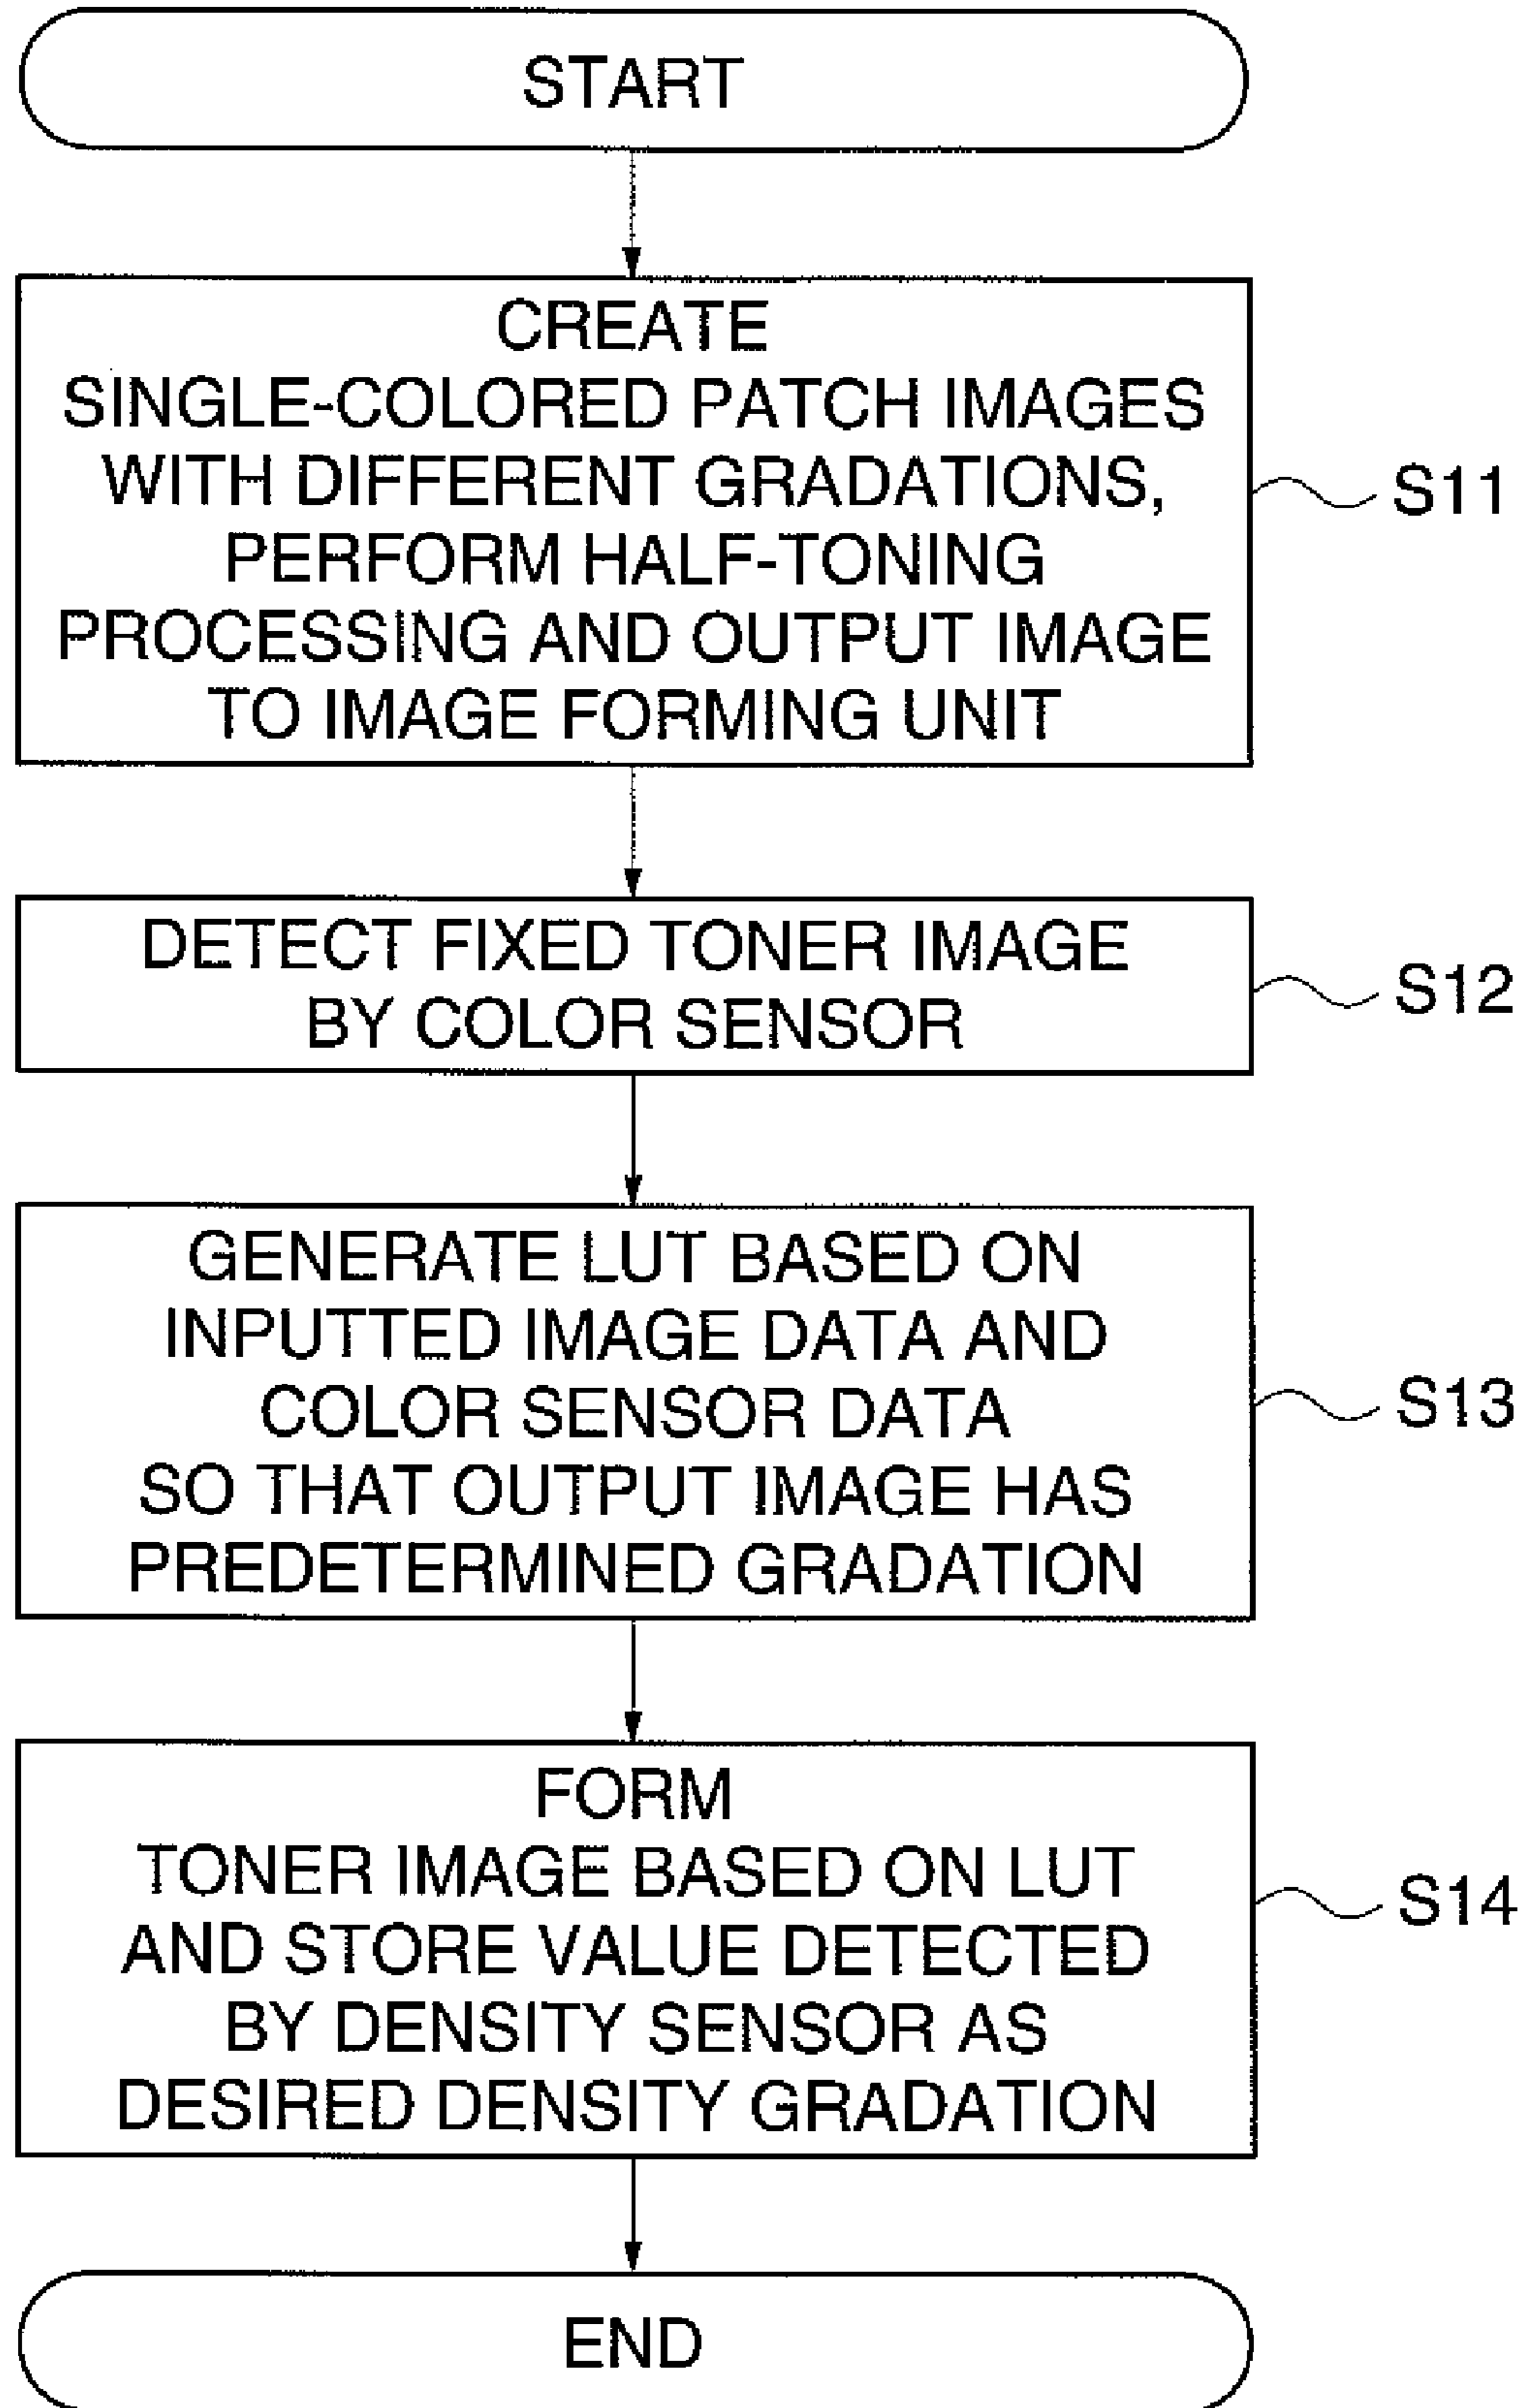 START
CREATE
SINGLE-COLORED PATCH IMAGES
WITH DIFFERENT GRADATIONS,
PERFORM HALF-TONING
PROCESSING AND OUTPUT IMAGE
TO IMAGE FORMING UNIT
S11
DETECT FIXED TONER IMAGE
BY COLOR SENSOR
S12
GENERATE LUT BASED ON
INPUTTED IMAGE DATA AND
COLOR SENSOR DATA
SO THAT OUTPUT IMAGE HAS
PREDETERMINED GRADATION
S13
FORM
TONER IMAGE BASED ON LUT
AND STORE VALUE DETECTED
BY DENSITY SENSOR AS
DESIRED DENSITY GRADATION
S14
END